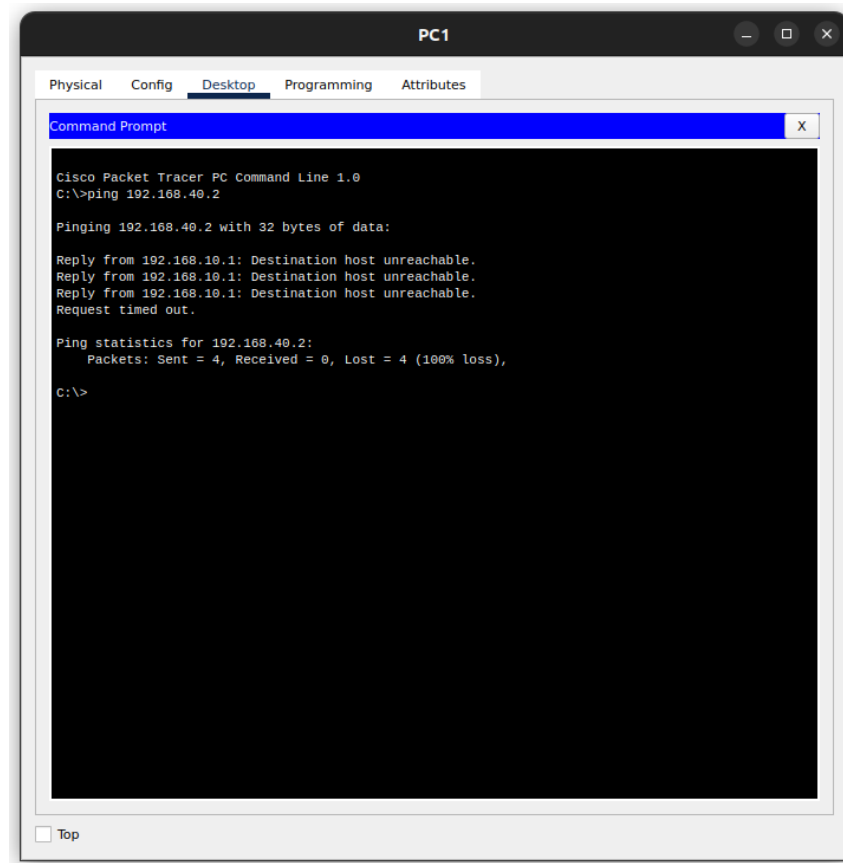 PC1
Physical Config Desktop Programming Attributes
Command Prompt
X
Cisco Packet Tracer PC Command Line 1.0
C:\>ping 192.168.40.2
Pinging 192.168.40.2 with 32 bytes of data:
Reply from 192.168.10.1: Destination host unreachable.
Reply from 192.168.10.1: Destination host unreachable.
Reply from 192.168.10.1: Destination host unreachable.
Request timed out.
Ping statistics for 192.168.40.2:
    Packets: Sent = 4, Received = 0, Lost = 4 (100% loss),
C:\>
Top